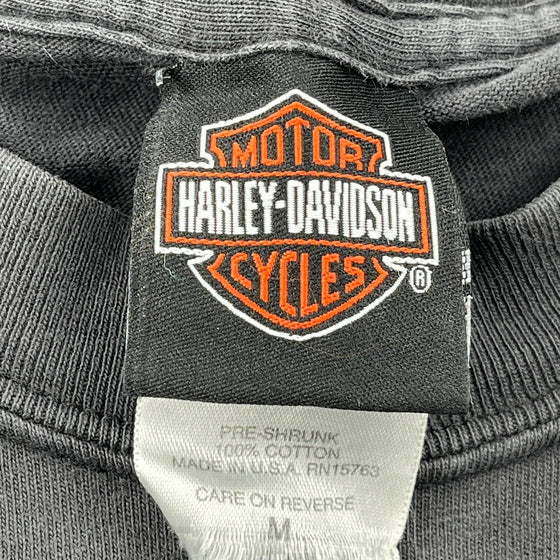 MOTOR
HARLEY-DAVIDSON
CYCLES
®
PRE-SHRUNK
100% COTTON
MADE IN U.S.A. RN15763
CARE ON REVERSE
M